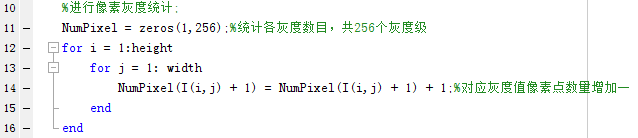 10 %进行像素灰度统计;
11 — NumPixel = zeros(1,256);%统计各灰度数目，共256个灰度级
12 — for i = 1:height
13 — for j = 1: width
14 — NumPixel(I(i,j) + 1) = NumPixel(I(i,j) + 1) + 1;%对应灰度值像素点数量增加一
15 — end
16 — end